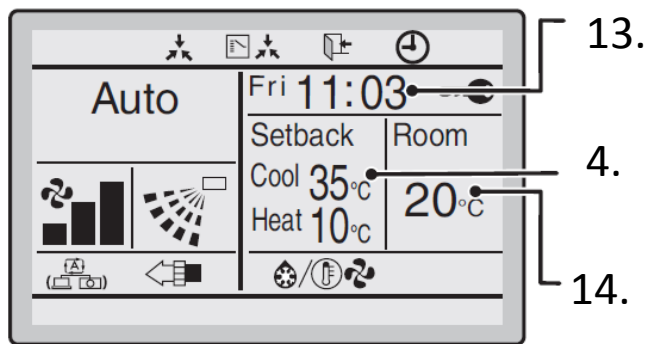 13.
Auto
Fri 11:03
Setback
Room
4.
Cool 35°C
20°C
Heat 10°C
(A)
14.